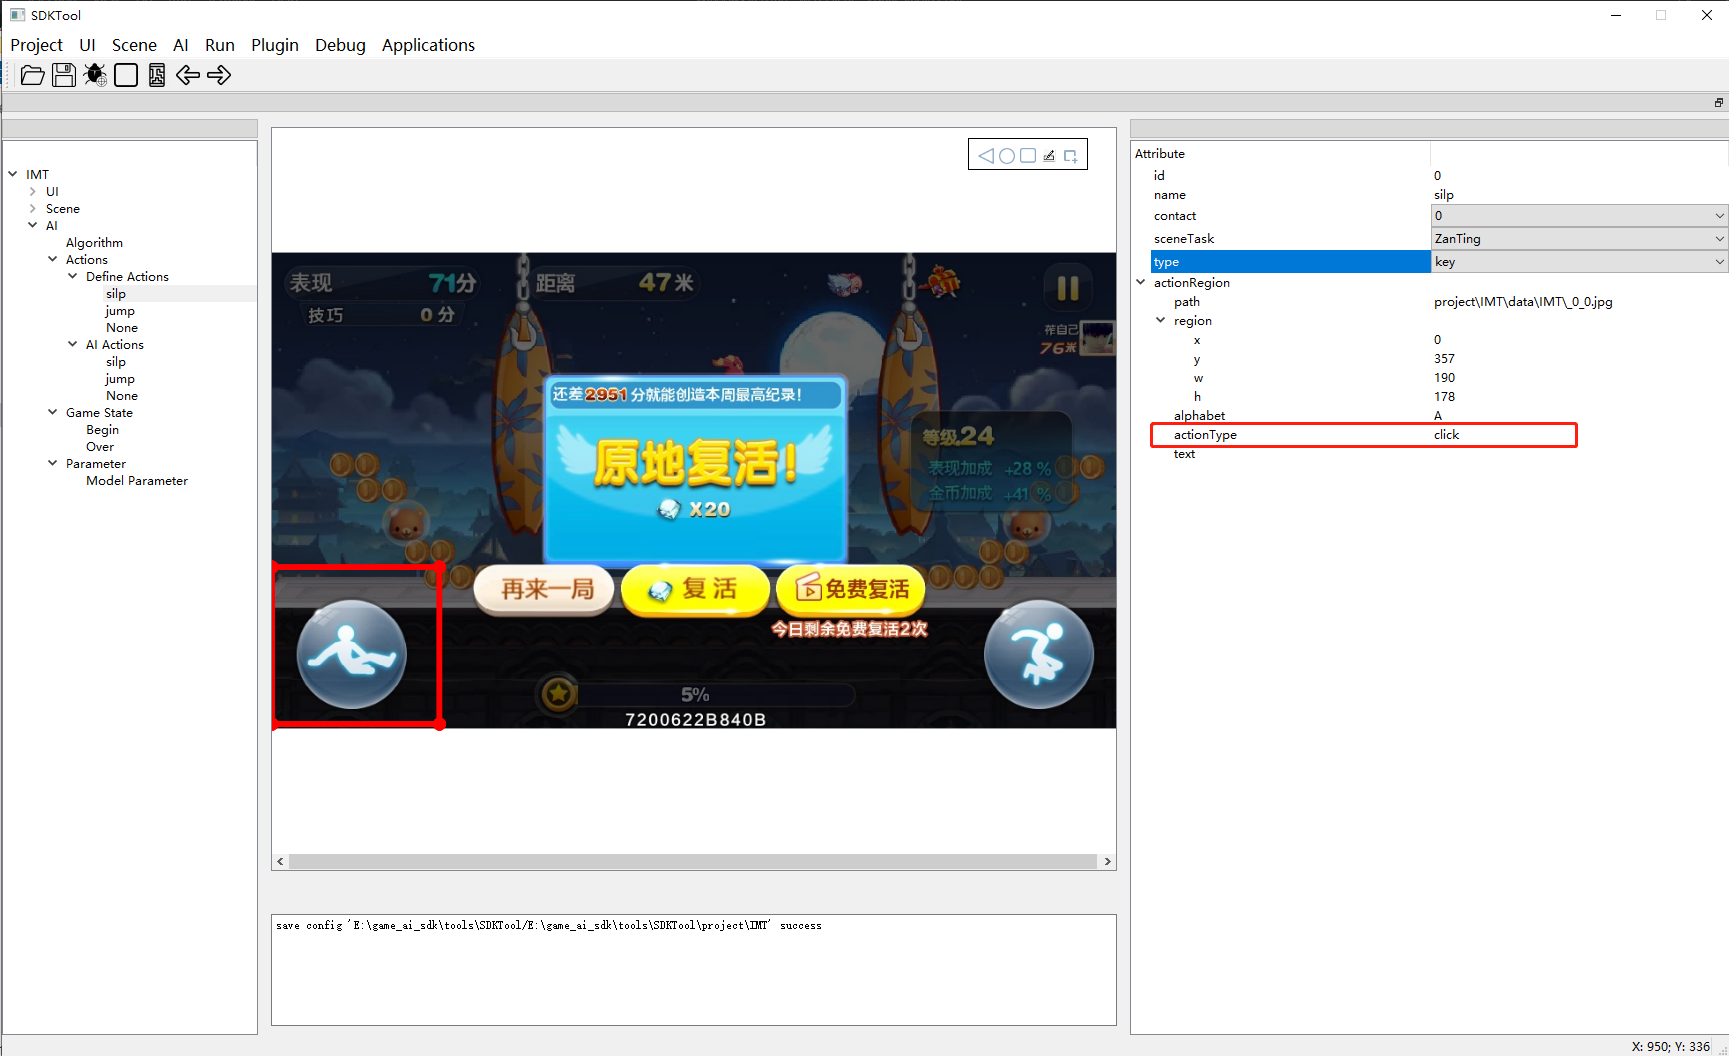 SDKTool
Project UI Scene AI Run Plugin Debug Applications
IMT
UI
Scene
AI
Algorithm
Actions
Define Actions
silp
jump
None
AI Actions
silp
jump
None
Game State
Begin
Over
Parameter
Model Parameter
表现 71分
距离 47米
技巧 0 分
荏自己
76米
还差2951分就能创造本周最高纪录!
原地复活!
X20
等级.24
表现加成 +28 %
金币加成 +41 %
再来一局
复活
免费复活
今日剩余免费复活2次
5%
7200622B840B
save config 'E:\game_ai_sdk\tools\SDKTool/E:\game_ai_sdk\tools\SDKTool\project\IMT' success
Attribute
id 0
name silp
contact 0
sceneTask ZanTing
type key
actionRegion
path project\IMT\data\IMT\_0_0.jpg
region
x 0
y 357
w 190
h 178
alphabet A
actionType click
text
X: 950; Y: 336